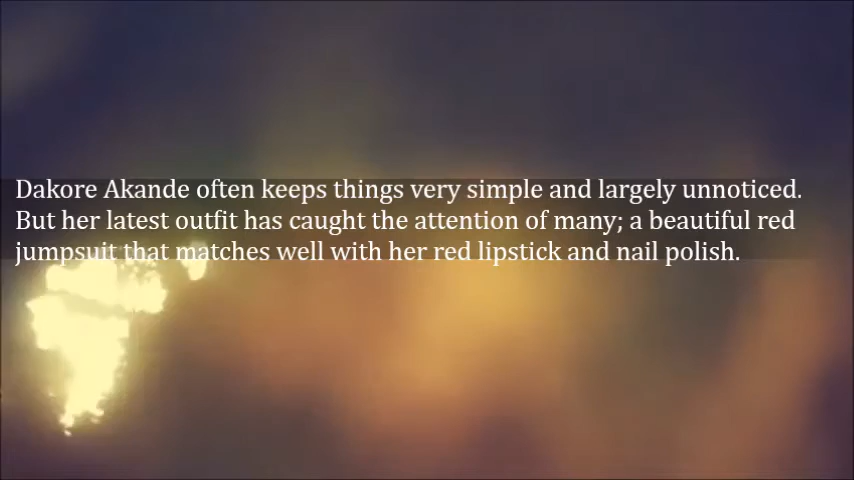 Dakore Akande often keeps things very simple and largely unnoticed.
But her latest outfit has caught the attention of many; a beautiful red
jumpsuit that matches well with her red lipstick and nail polish.